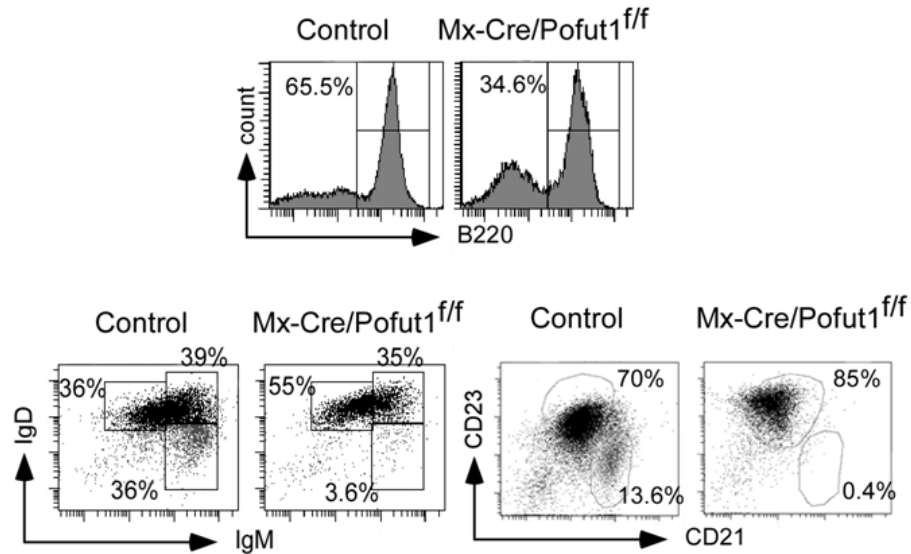 Control Mx-Cre/Pofut1f/f
65.5% 34.6%
count
B220
Control Mx-Cre/Pofut1f/f Control Mx-Cre/Pofut1f/f
39% 35%
36% 55% 70% 85%
IgD CD23
36% 3.6% 13.6% 0.4%
IgM CD21